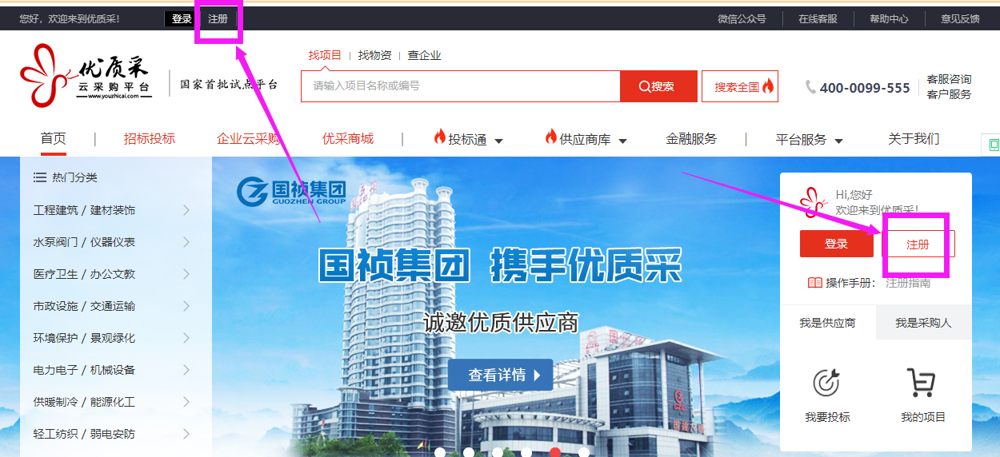 您好，欢迎来到优质采！ 登录 注册 微信公众号 在线客服 帮助中心 意见反馈
优质采
云采购平台
www.youzhicai.com
国家首批试点平台
找项目 找物资 查企业
请输入项目名称或编号 搜索 搜索全国
400-0099-555
客服咨询
客户服务
首页 招标投标 企业云采购 优采商城 投标通 供应商库 金融服务 平台服务 关于我们
热门分类
工程建筑 / 建材装饰
水泵阀门 / 仪器仪表
医疗卫生 / 办公文教
市政设施 / 交通运输
环境保护 / 景观绿化
电力电子 / 机械设备
供暖制冷 / 能源化工
轻工纺织 / 弱电安防
国祯集团
GUOZHEN GROUP
国祯集团 携手优质采
诚邀优质供应商
查看详情
Hi,您好
欢迎来到优质采！
登录 注册
操作手册： 注册指南
我是供应商 我是采购人
我要投标 我的项目